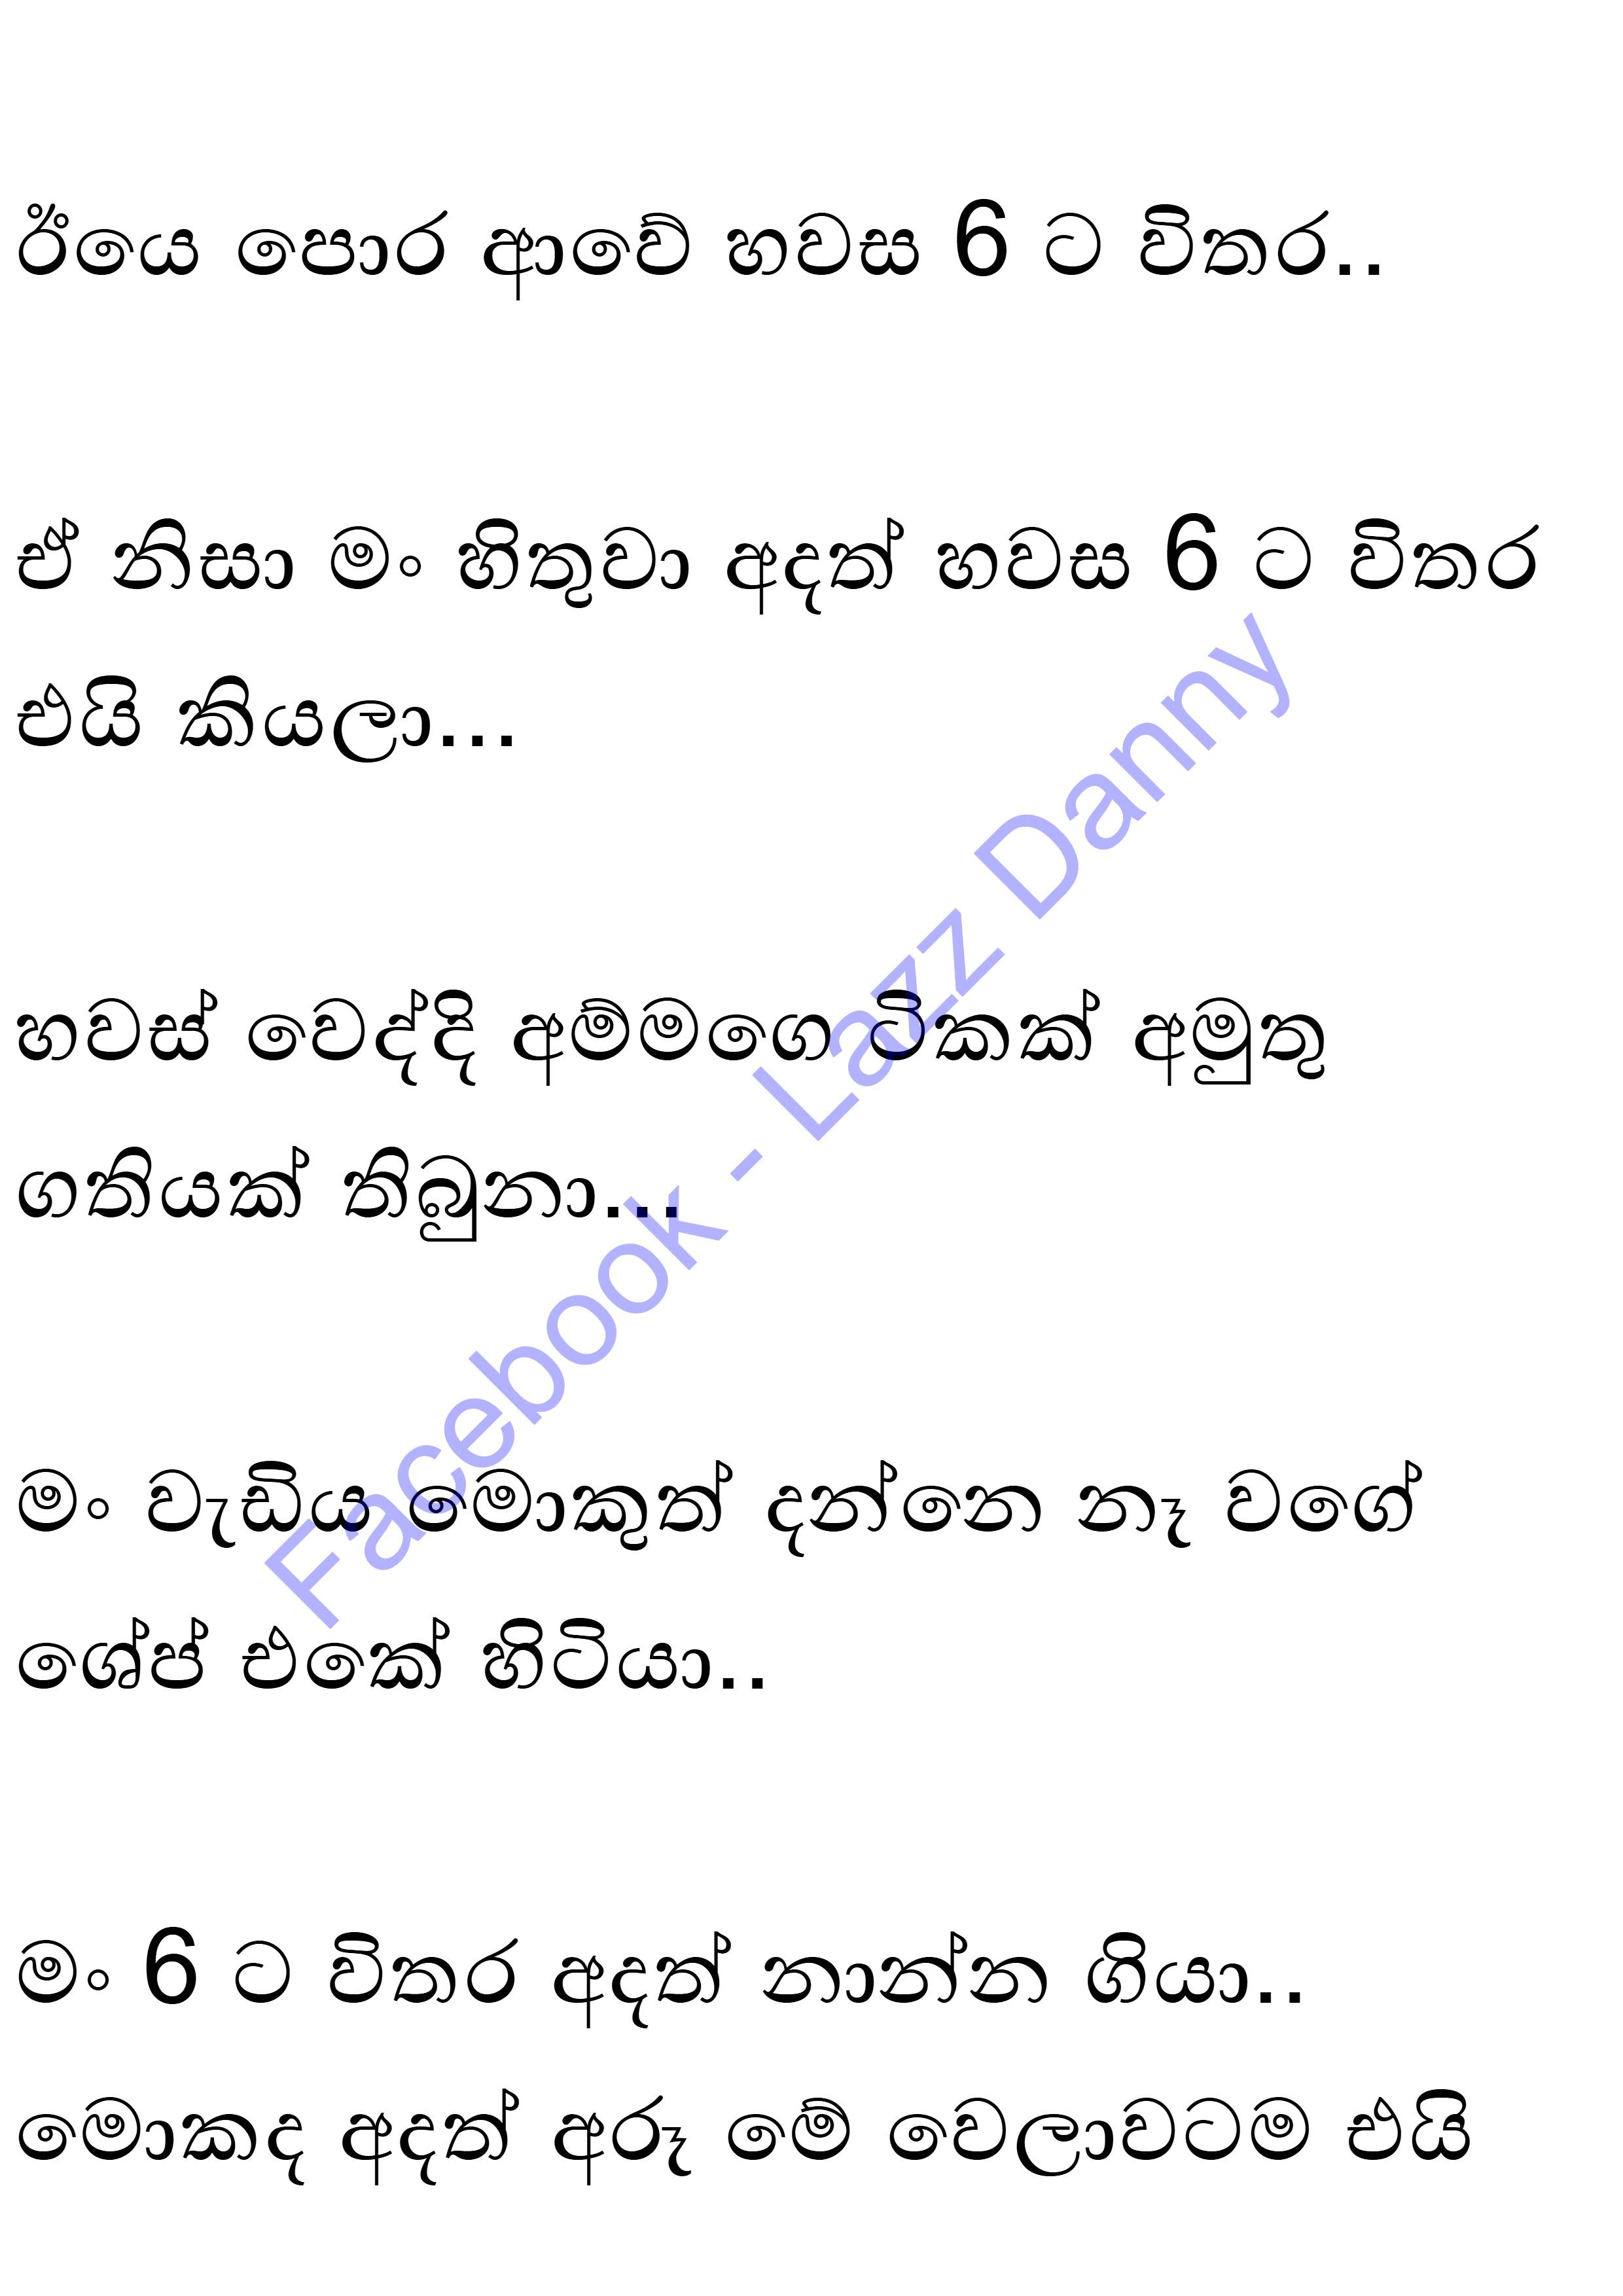 ඊයෙ පොර ආවේ හවස 6 ට විතර..
ඒ නිසා මං හිතුවා අදත් හවස 6 ට විතර
එයි කියලා...
හවස් වෙද්දි අම්මගෙ ටිකක් අමුතු
ගතියක් තිබුනා...
මං වැඩිය මොකුත් දන්නෙ නෑ වගේ
ශේප් එකේ හිටියා..
මං 6 ට විතර අදත් නාන්න ගියා..
මොකද අදත් අරූ මේ වෙලාවටම එයි
Facebook - Lazz Danny